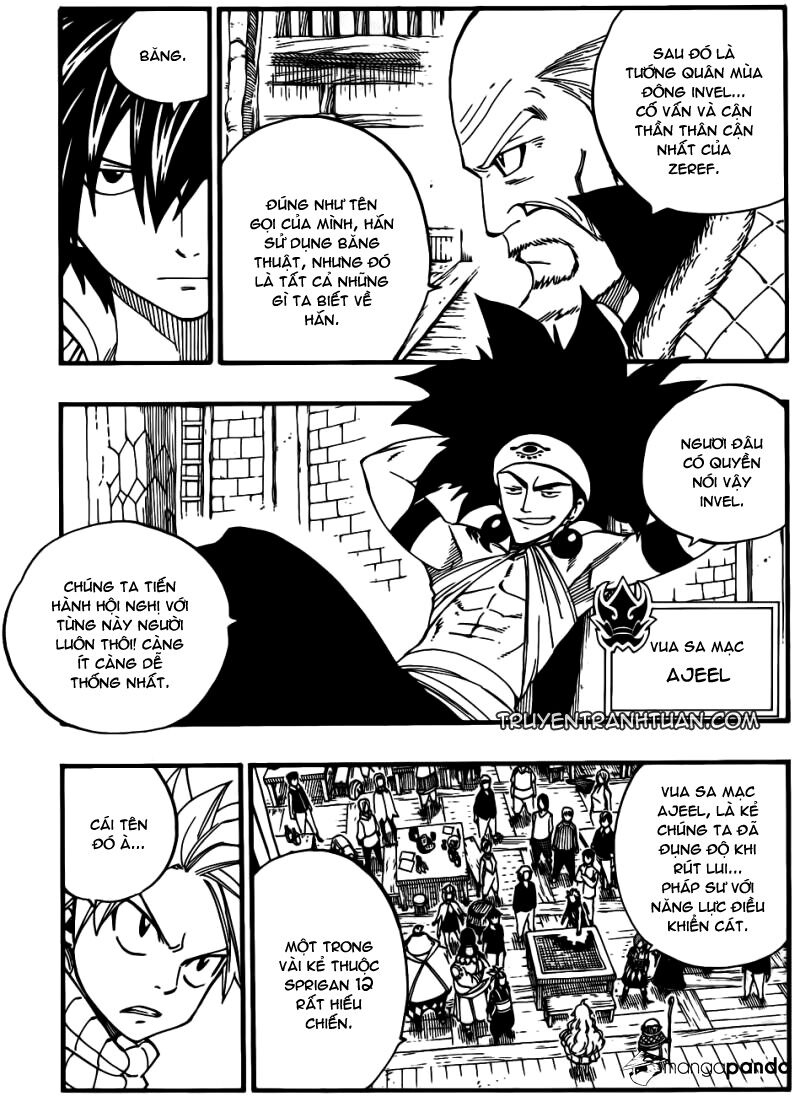 SAU ĐÓ LÀ
TƯỚNG QUÂN MÙA
ĐÔNG INVEL...
CỐ VẤN VÀ CẬN
THẦN THÂN CẬN
NHẤT CỦA
ZEREF.
ĐÚNG NHƯ TÊN
GỌI CỦA MÌNH, HẮN
SỬ DỤNG BĂNG
THUẬT, NHƯNG ĐÓ
LÀ TẤT CẢ NHỮNG
GÌ TA BIẾT VỀ
HẮN.
BĂNG.
NGƯƠI ĐÂU
CÓ QUYỀN
NÓI VẬY
INVEL.
CHÚNG TA TIẾN
HÀNH HỘI NGHỊ VỚI
TỪNG NÀY NGƯỜI
LUÔN THÔI! CÀNG
ÍT CÀNG DỄ
THỐNG NHẤT.
VUA SA MẠC
AJEEL
TRUYENTRANHTUAN.COM
VUA SA MẠC
AJEEL, LÀ KẺ
CHÚNG TA ĐÃ
ĐỤNG ĐỘ KHI
RÚT LUI...
PHÁP SƯ VỚI
NĂNG LỰC ĐIỀU
KHIỂN CÁT.
MỘT TRONG
VÀI KẺ THUỘC
SPRIGAN 12
RẤT HIẾU
CHIẾN.
CÁI TÊN
ĐÓ À...
mangapanda